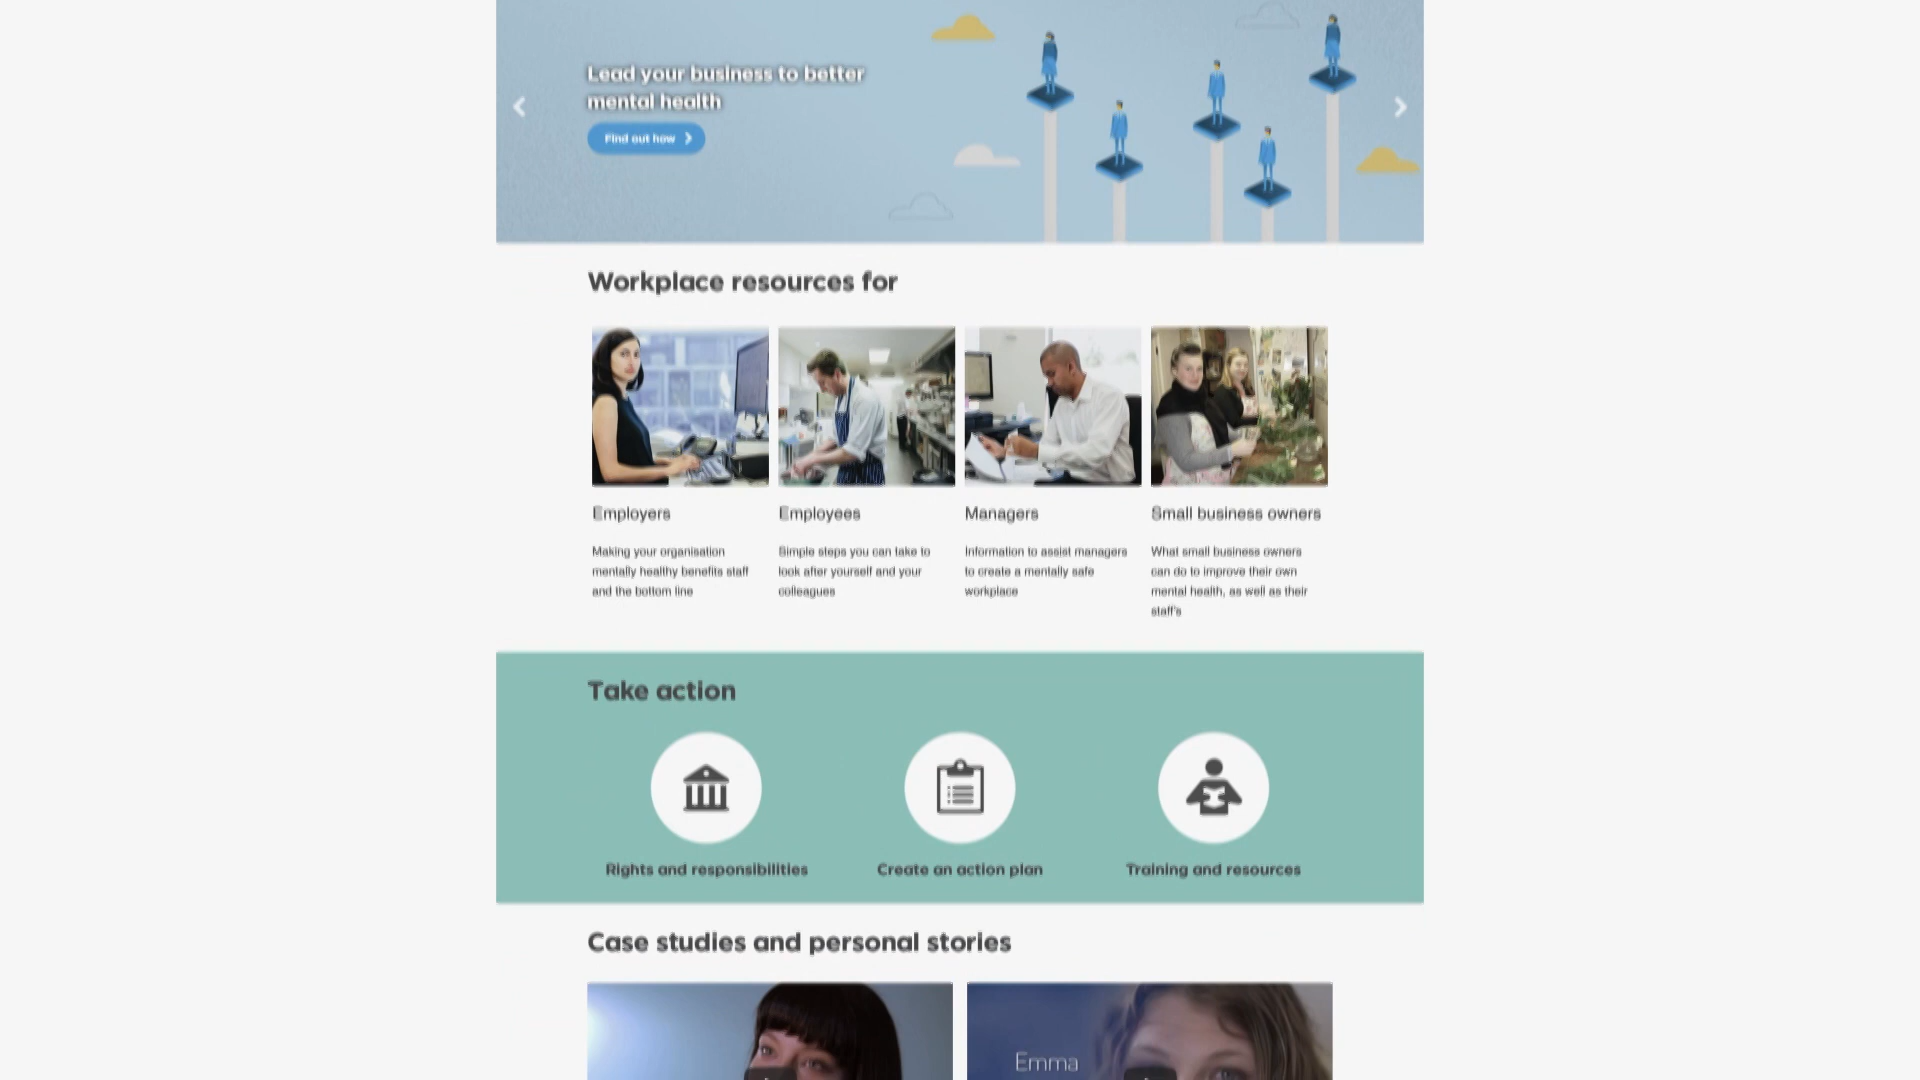 Lead your business to better
mental health
Find out how
Workplace resources for
Employers
Making your organisation
mentally healthy benefits staff
and the bottom line
Employees
Simple steps you can take to
look after yourself and your
colleagues
Managers
Information to assist managers
to create a mentally safe
workplace
Small business owners
What small business owners
can do to improve their own
mental health, as well as their
staff's
Take action
Rights and responsibilities
Create an action plan
Training and resources
Case studies and personal stories
Emma